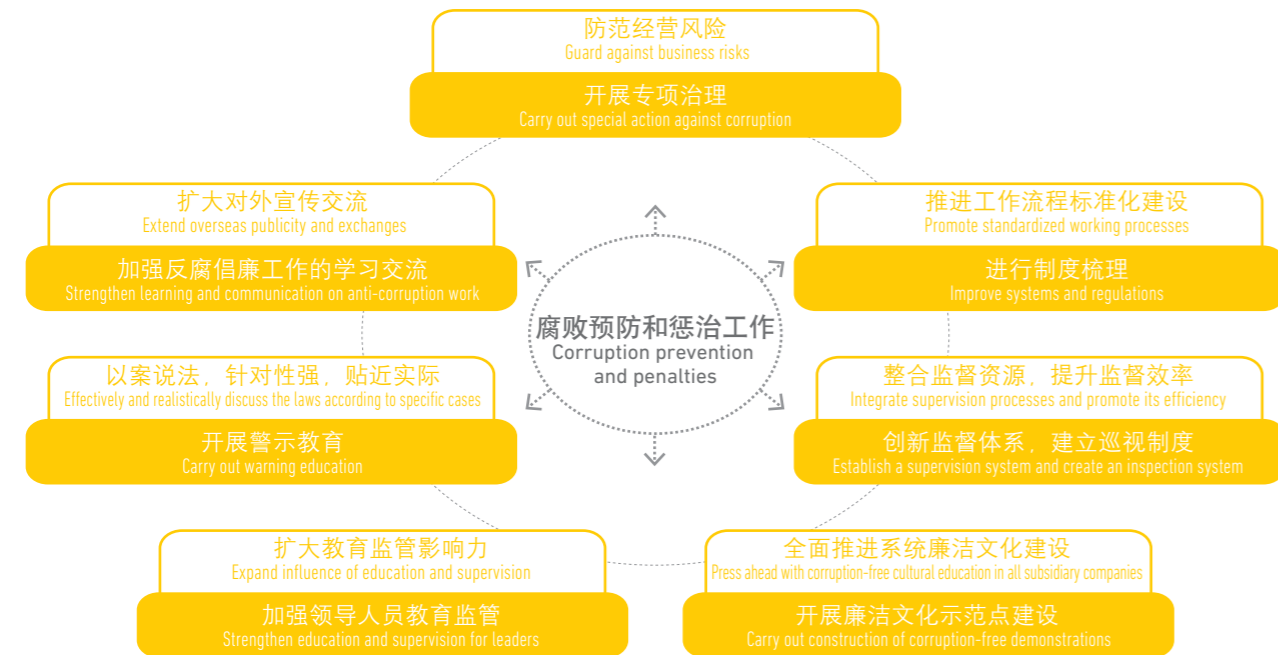 防范经营风险
Guard against business risks
开展专项治理
Carry out special action against corruption
扩大对外宣传交流
Extend overseas publicity and exchanges
加强反腐倡廉工作的学习交流
Strengthen learning and communication on anti-corruption work
推进工作流程标准化建设
Promote standardized working processes
进行制度梳理
Improve systems and regulations
腐败预防和惩治工作
Corruption prevention
and penalties
以案说法，针对性强，贴近实际
Effectively and realistically discuss the laws according to specific cases
开展警示教育
Carry out warning education
整合监督资源，提升监督效率
Integrate supervision processes and promote its efficiency
创新监督体系，建立巡视制度
Establish a supervision system and create an inspection system
扩大教育监管影响力
Expand influence of education and supervision
加强领导人员教育监管
Strengthen education and supervision for leaders
全面推进系统廉洁文化建设
Press ahead with corruption-free cultural education in all subsidiary companies
开展廉洁文化示范点建设
Carry out construction of corruption-free demonstrations